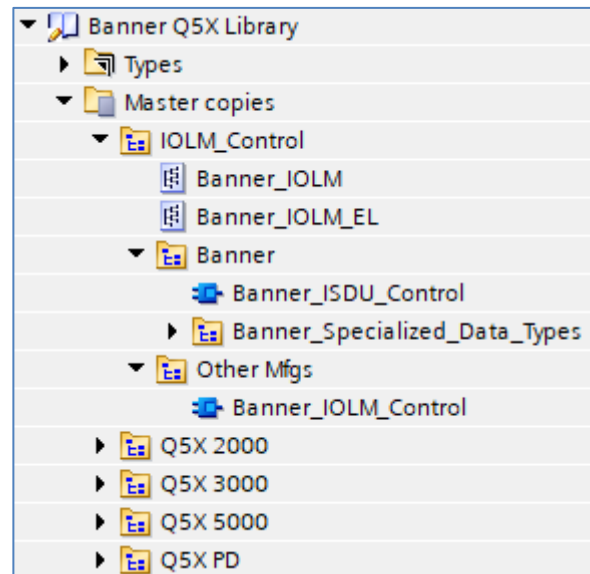 Banner Q5X Library
Types
Master copies
IOLM_Control
Banner_IOLM
Banner_IOLM_EL
Banner
Banner_ISDU_Control
Banner_Specialized_Data_Types
Other Mfgs
Banner_IOLM_Control
Q5X 2000
Q5X 3000
Q5X 5000
Q5X PD